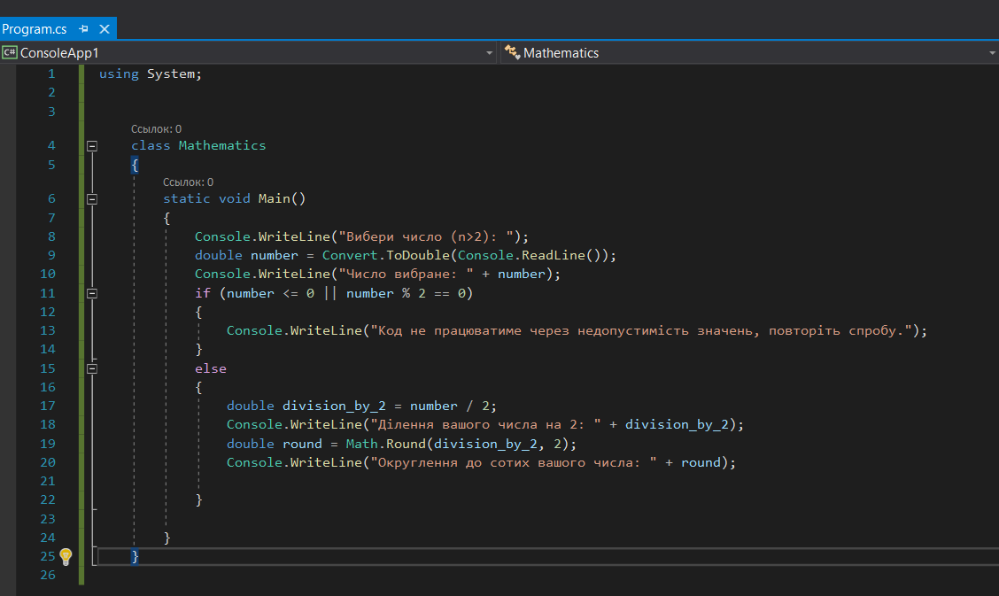 Program.cs
C# ConsoleApp1 Mathematics
1 using System;
2
3
Ссылок: 0
4 class Mathematics
5 {
Ссылок: 0
6 static void Main()
7 {
8 Console.WriteLine("Вибери число (n>2): ");
9 double number = Convert.ToDouble(Console.ReadLine());
10 Console.WriteLine("Число вибране: " + number);
11 if (number <= 0 || number % 2 == 0)
12 {
13 Console.WriteLine("Код не працюватиме через недопустимість значень, повторіть спробу.");
14 }
15 else
16 {
17 double division_by_2 = number / 2;
18 Console.WriteLine("Ділення вашого числа на 2: " + division_by_2);
19 double round = Math.Round(division_by_2, 2);
20 Console.WriteLine("Округлення до сотих вашого числа: " + round);
21
22 }
23
24 }
25 }
26